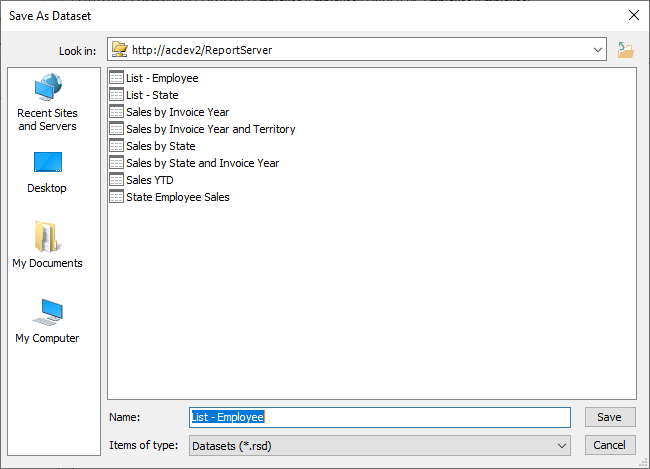 Save As Dataset
Look in:
http://acdev2/ReportServer
Recent Sites
and Servers
Desktop
My Documents
My Computer
List - Employee
List - State
Sales by Invoice Year
Sales by Invoice Year and Territory
Sales by State
Sales by State and Invoice Year
Sales YTD
State Employee Sales
Name:
List - Employee
Save
Items of type:
Datasets (*.rsd)
Cancel